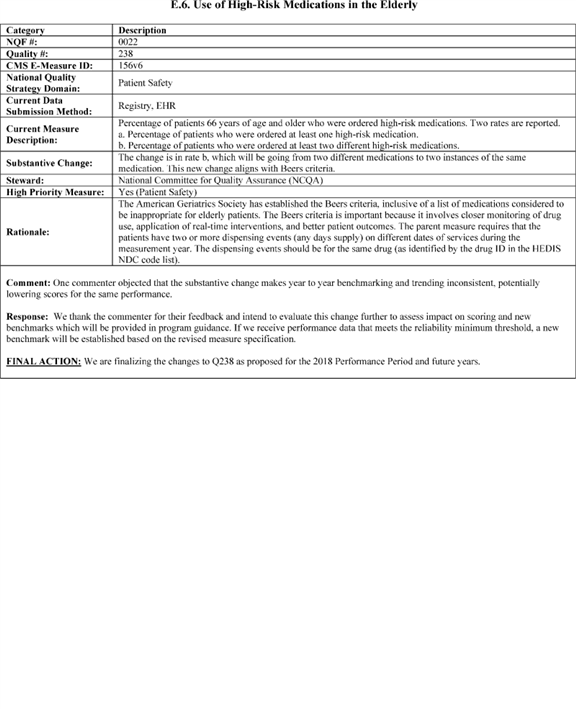 E.6. Use of High-Risk Medications in the Elderly
Category Description
NQF #: 0022
Quality #: 238
CMS E-Measure ID: 156v6
National Quality
Strategy Domain: Patient Safety
Current Data
Submission Method: Registry, EHR
Current Measure
Description: Percentage of patients 66 years of age and older who were ordered high-risk medications. Two rates are reported.
a. Percentage of patients who were ordered at least one high-risk medication.
b. Percentage of patients who were ordered at least two different high-risk medications.
Substantive Change: The change is in rate b, which will be going from two different medications to two instances of the same
medication. This new change aligns with Beers criteria.
Steward: National Committee for Quality Assurance (NCQA)
High Priority Measure: Yes (Patient Safety)
Rationale: The American Geriatrics Society has established the Beers criteria, inclusive of a list of medications considered to
be inappropriate for elderly patients. The Beers criteria is important because it involves closer monitoring of drug
use, application of real-time interventions, and better patient outcomes. The parent measure requires that the
patients have two or more dispensing events (any days supply) on different dates of services during the
measurement year. The dispensing events should be for the same drug (as identified by the drug ID in the HEDIS
NDC code list).
Comment: One commenter objected that the substantive change makes year to year benchmarking and trending inconsistent, potentially
lowering scores for the same performance.
Response: We thank the commenter for their feedback and intend to evaluate this change further to assess impact on scoring and new
benchmarks which will be provided in program guidance. If we receive performance data that meets the reliability minimum threshold, a new
benchmark will be established based on the revised measure specification.
FINAL ACTION: We are finalizing the changes to Q238 as proposed for the 2018 Performance Period and future years.